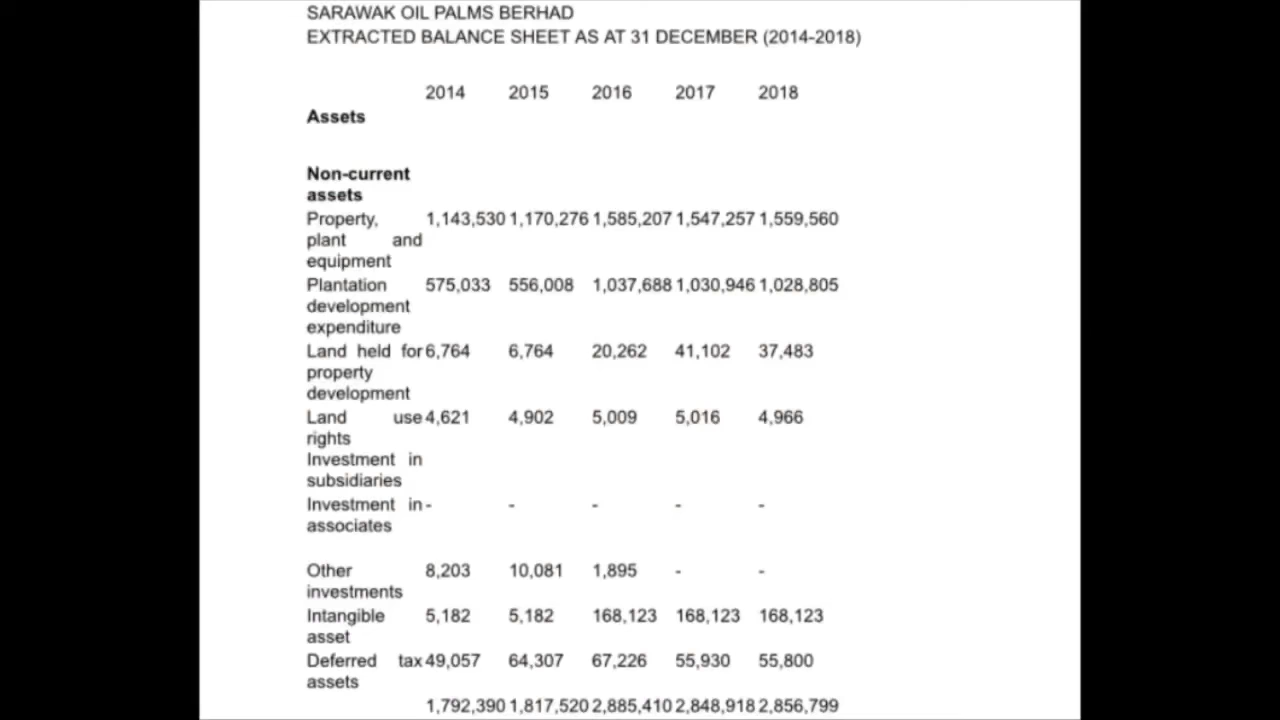 SARAWAK OIL PALMS BERHAD
EXTRACTED BALANCE SHEET AS AT 31 DECEMBER (2014-2018)
2014 2015 2016 2017 2018
Assets
Non-current
assets
Property, 1,143,530 1,170,276 1,585,207 1,547,257 1,559,560
plant and
equipment
Plantation 575,033 556,008 1,037,688 1,030,946 1,028,805
development
expenditure
Land held for 6,764 6,764 20,262 41,102 37,483
property
development
Land use 4,621 4,902 5,009 5,016 4,966
rights
Investment in
subsidiaries
Investment in - - - - -
associates
Other 8,203 10,081 1,895 - -
investments
Intangible 5,182 5,182 168,123 168,123 168,123
asset
Deferred tax 49,057 64,307 67,226 55,930 55,800
assets
1,792,390 1,817,520 2,885,410 2,848,918 2,856,799